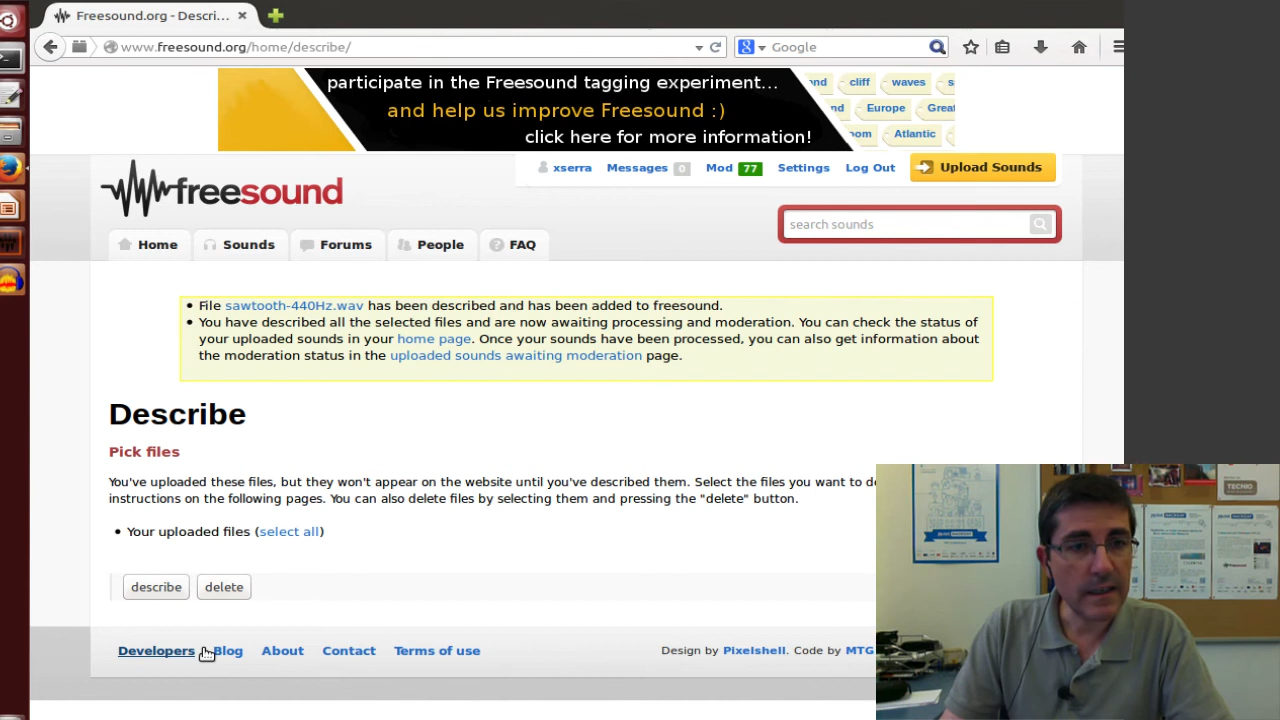 Freesound.org - Descri...
www.freesound.org/home/describe/
Google
participate in the Freesound tagging experiment...
and help us improve Freesound :)
click here for more information!
cliff
waves
Europe
Atlantic
xserra
Messages 0
Mod 77
Settings
Log Out
Upload Sounds
freesound
search sounds
Home
Sounds
Forums
People
FAQ
File sawtooth-440Hz.wav has been described and has been added to freesound.
You have described all the selected files and are now awaiting processing and moderation. You can check the status of
your uploaded sounds in your home page. Once your sounds have been processed, you can also get information about
the moderation status in the uploaded sounds awaiting moderation page.
Describe
Pick files
You've uploaded these files, but they won't appear on the website until you've described them. Select the files you want to de
instructions on the following pages. You can also delete files by selecting them and pressing the "delete" button.
Your uploaded files (select all)
describe
delete
Developers
Blog
About
Contact
Terms of use
Design by Pixelshell. Code by MTG
TECNIO
freesound